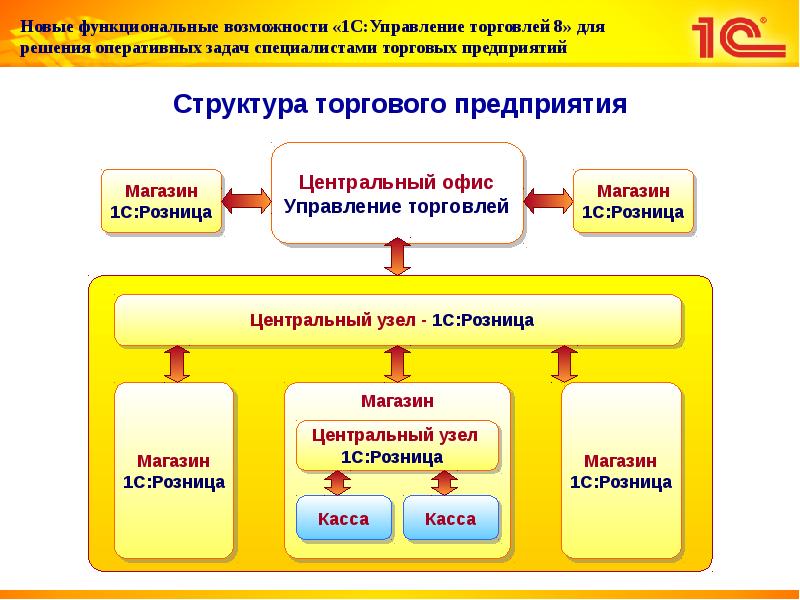 Новые функциональные возможности «1С:Управление торговлей 8» для
решения оперативных задач специалистами торговых предприятий
1С®
Структура торгового предприятия
Магазин
1С:Розница
Центральный офис
Управление торговлей
Магазин
1С:Розница
Центральный узел - 1С:Розница
Магазин
1С:Розница
Магазин
Центральный узел
1С:Розница
Касса
Касса
Магазин
1С:Розница